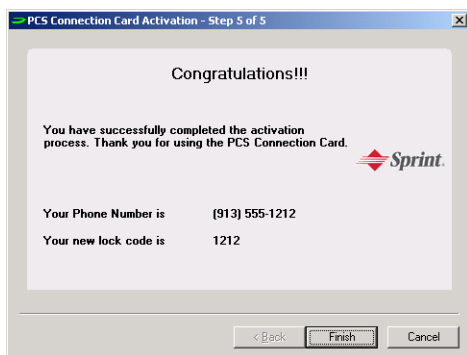 PCS Connection Card Activation - Step 5 of 5
Congratulations!!!
You have successfully completed the activation
process. Thank you for using the PCS Connection Card.
Sprint.
Your Phone Number is (913) 555-1212
Your new lock code is 1212
< Back Finish Cancel